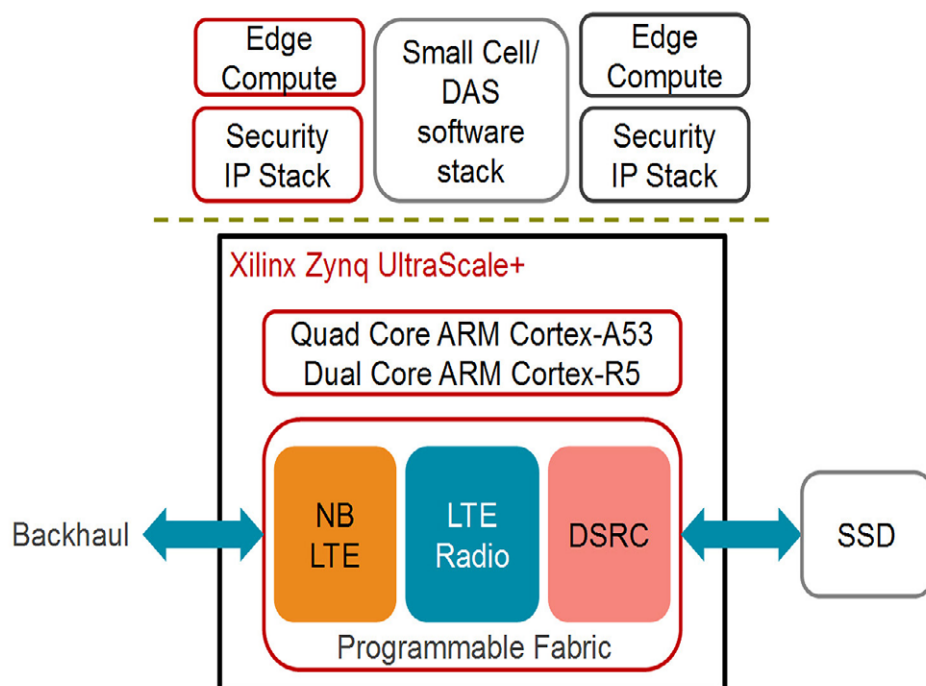 Edge
Compute
Security
IP Stack
Small Cell/
DAS
software
stack
Edge
Compute
Security
IP Stack
Xilinx Zynq UltraScale+
Quad Core ARM Cortex-A53
Dual Core ARM Cortex-R5
Backhaul
NB
LTE
LTE
Radio
DSRC
SSD
Programmable Fabric